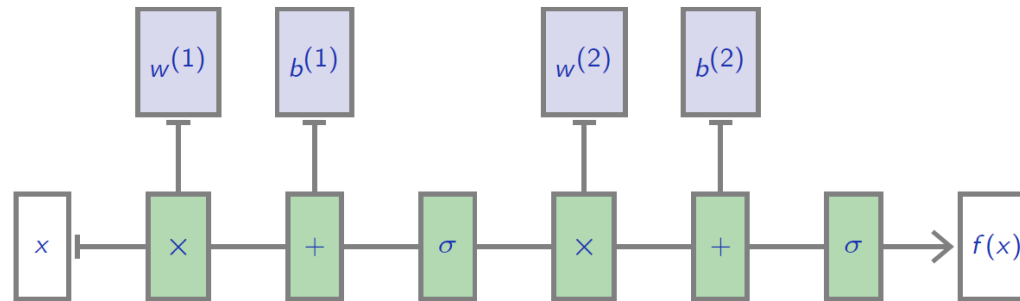 w(1) b(1) w(2) b(2)
x × + σ × + σ f(x)